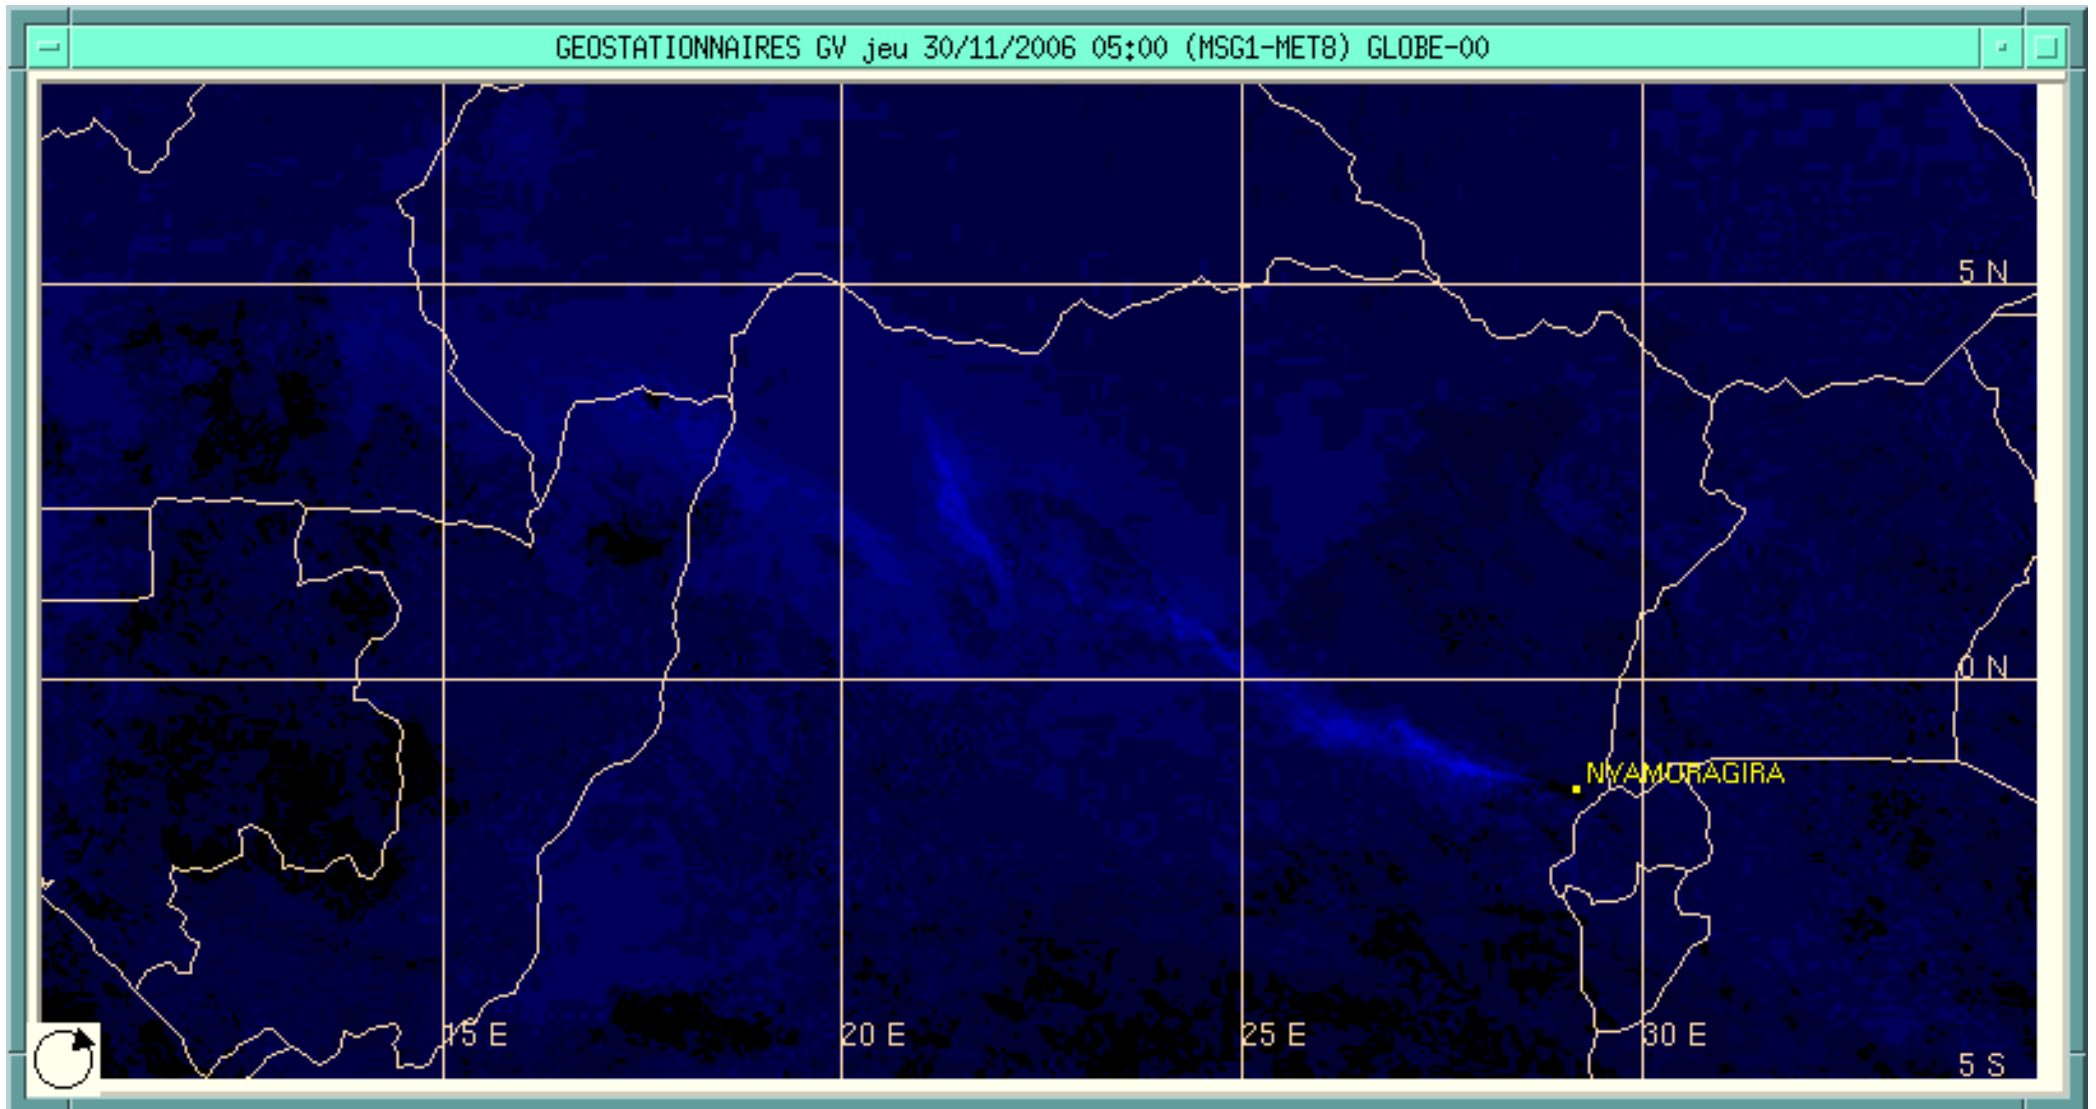 GEOSTATIONNAIRES GV jeu 30/11/2006 05:00 (MSG1-MET8) GLOBE-00
5 N
0 N
NYAMURAGIRA
15 E
20 E
25 E
30 E
5 S